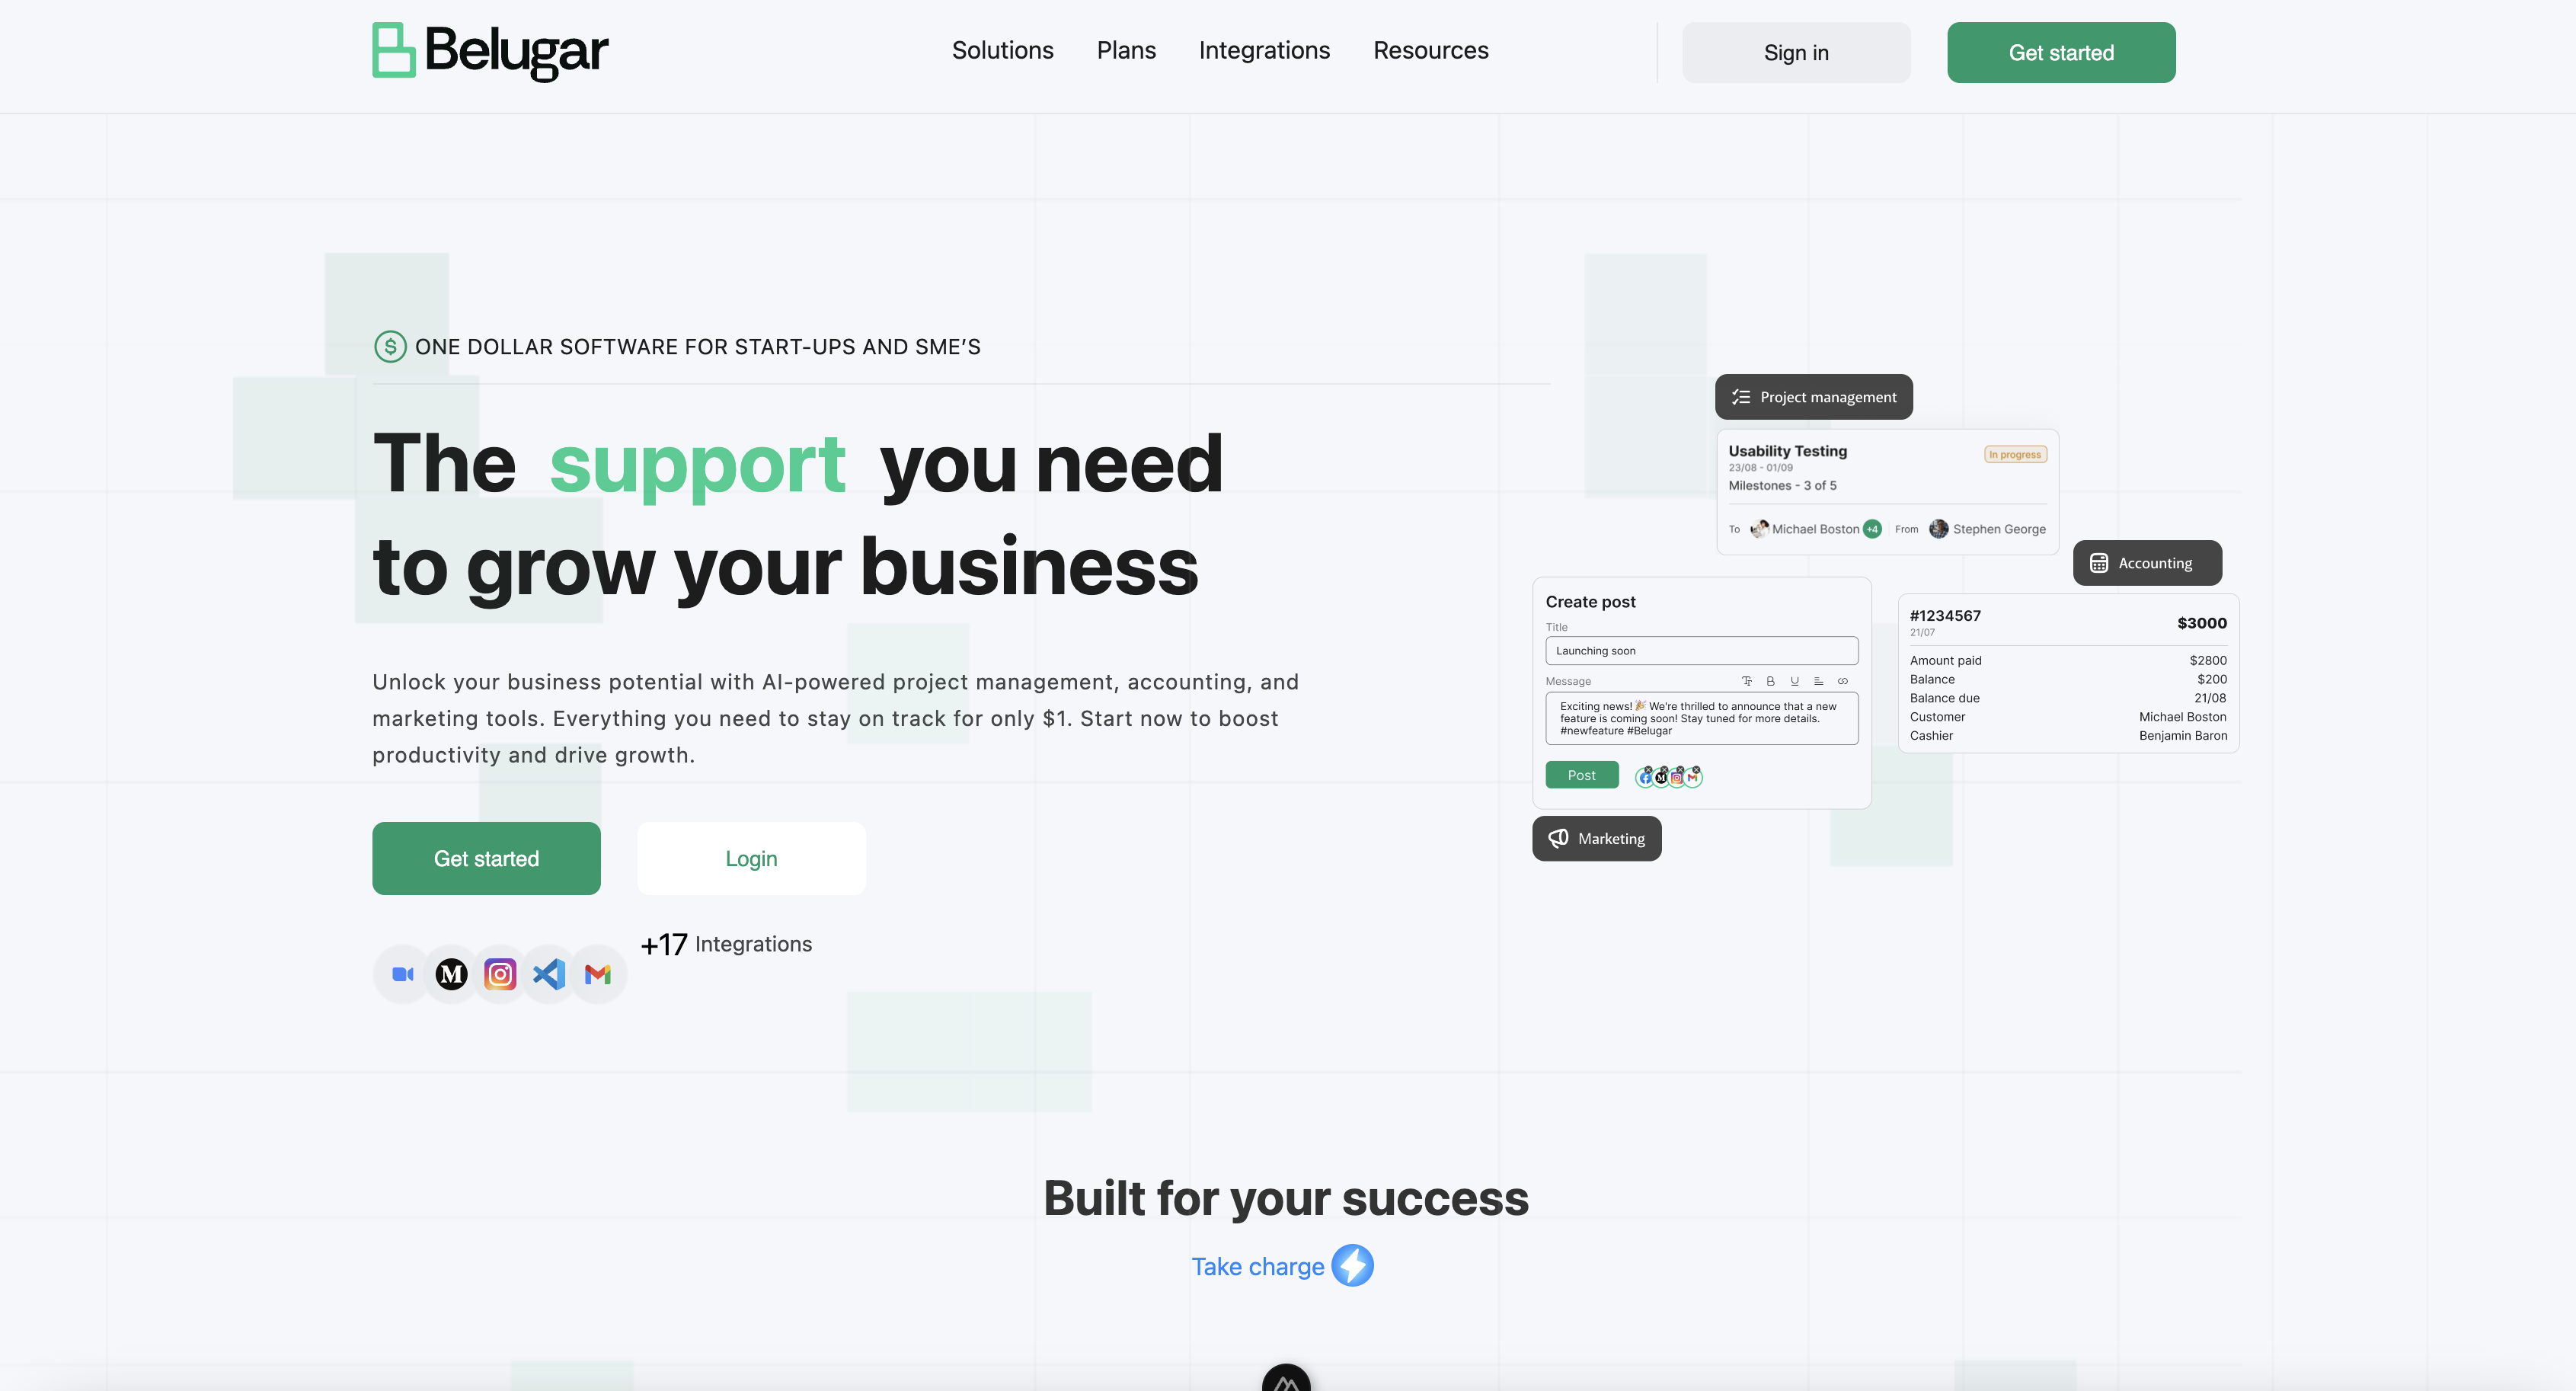 Belugar
Solutions Plans Integrations Resources
Sign in
Get started
ONE DOLLAR SOFTWARE FOR START-UPS AND SME’S
The support you need
to grow your business
Unlock your business potential with AI-powered project management, accounting, and
marketing tools. Everything you need to stay on track for only $1. Start now to boost
productivity and drive growth.
Get started
Login
+17 Integrations
Project management
Usability Testing
In progress
23/08 - 01/09
Milestones - 3 of 5
To Michael Boston +4 From Stephen George
Accounting
#1234567
$3000
21/07
Amount paid $2800
Balance $200
Balance due 21/08
Customer Michael Boston
Cashier Benjamin Baron
Create post
Title
Launching soon
Message
Exciting news! 🎉 We're thrilled to announce that a new
feature is coming soon! Stay tuned for more details.
#newfeature #Belugar
Post
Marketing
Built for your success
Take charge